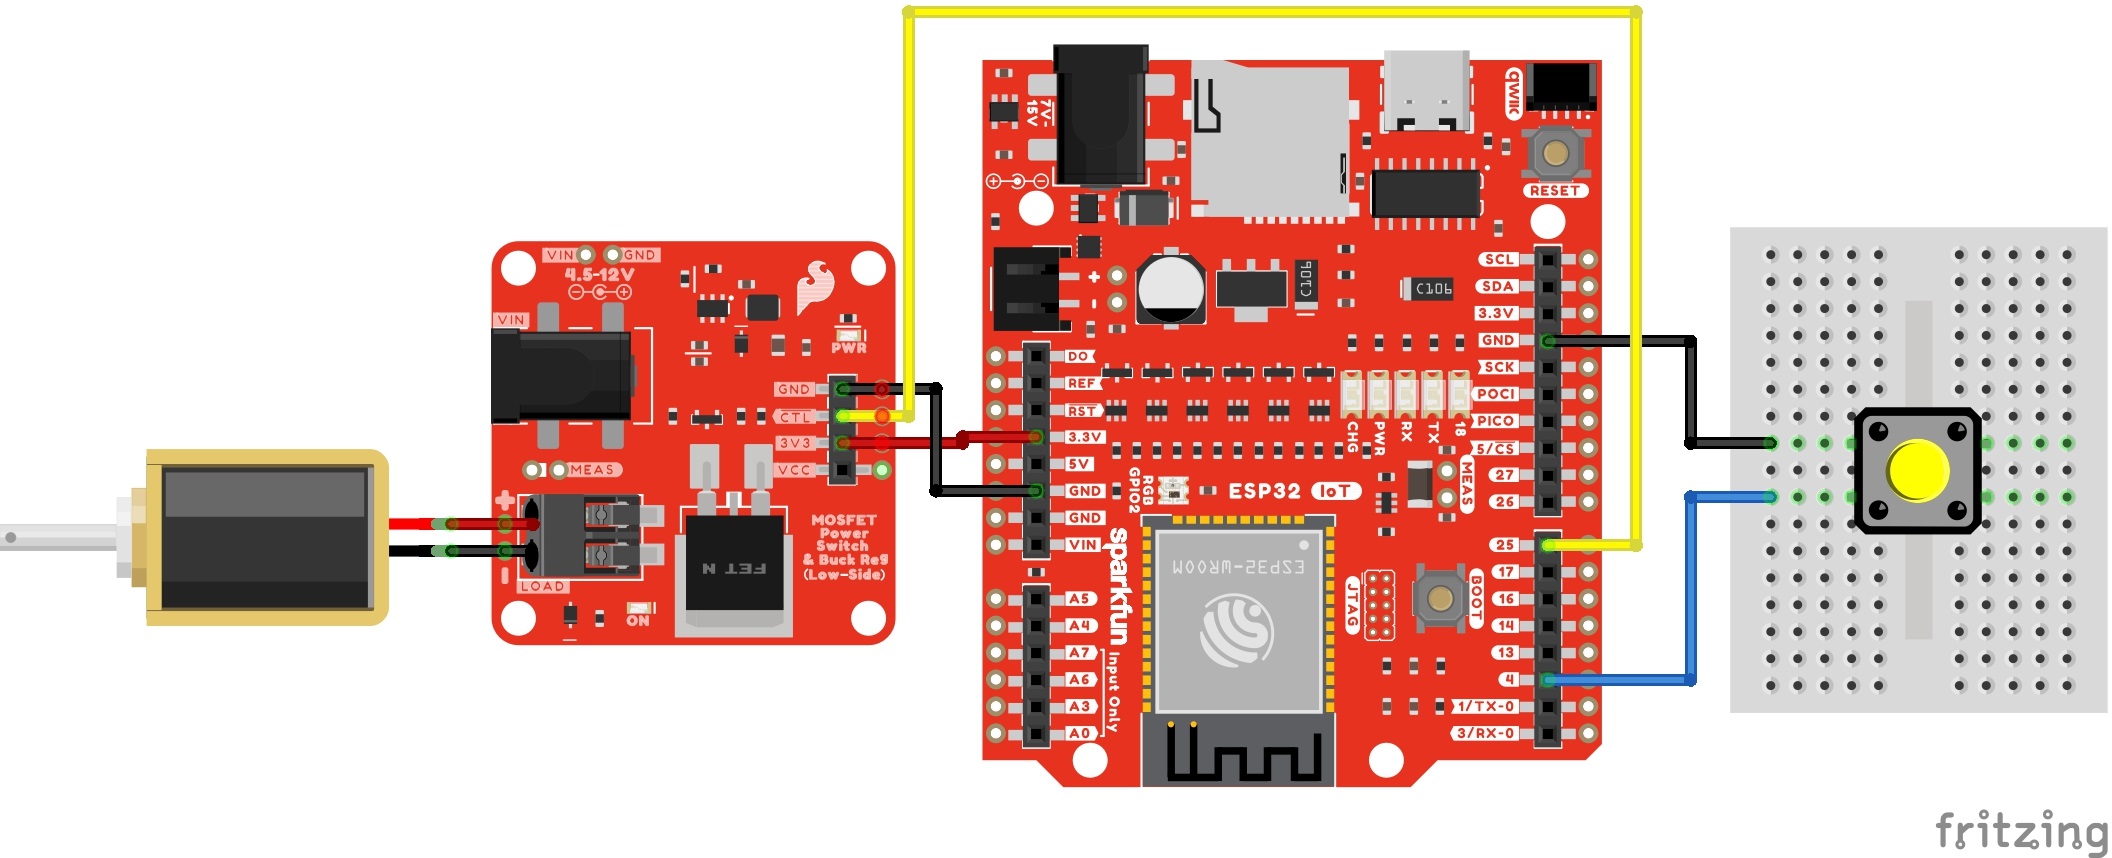 VIN
GND
4.5-12V
VIN
PWR
GND
CTL
3V3
VCC
MEAS
+
-
LOAD
FET N
ON
MOSFET
Power
Switch
& Buck Reg
(Low-Side)
7V-
15V
QWIIC
RESET
+
-
C106
C106
DO
REF
RST
3.3V
5V
GND
GND
VIN
A5
A4
A7
A6
A3
A0
Input Only
sparkfun
RGB
GPIO2
ESP32 IoT
ESP32-WROOM
CHG
PWR
RX
TX
18
MEAS
JTAG
BOOT
SCL
SDA
3.3V
GND
SCK
POCI
PICO
5/CS
27
26
25
17
16
14
13
4
1/TX-0
3/RX-0
fritzing